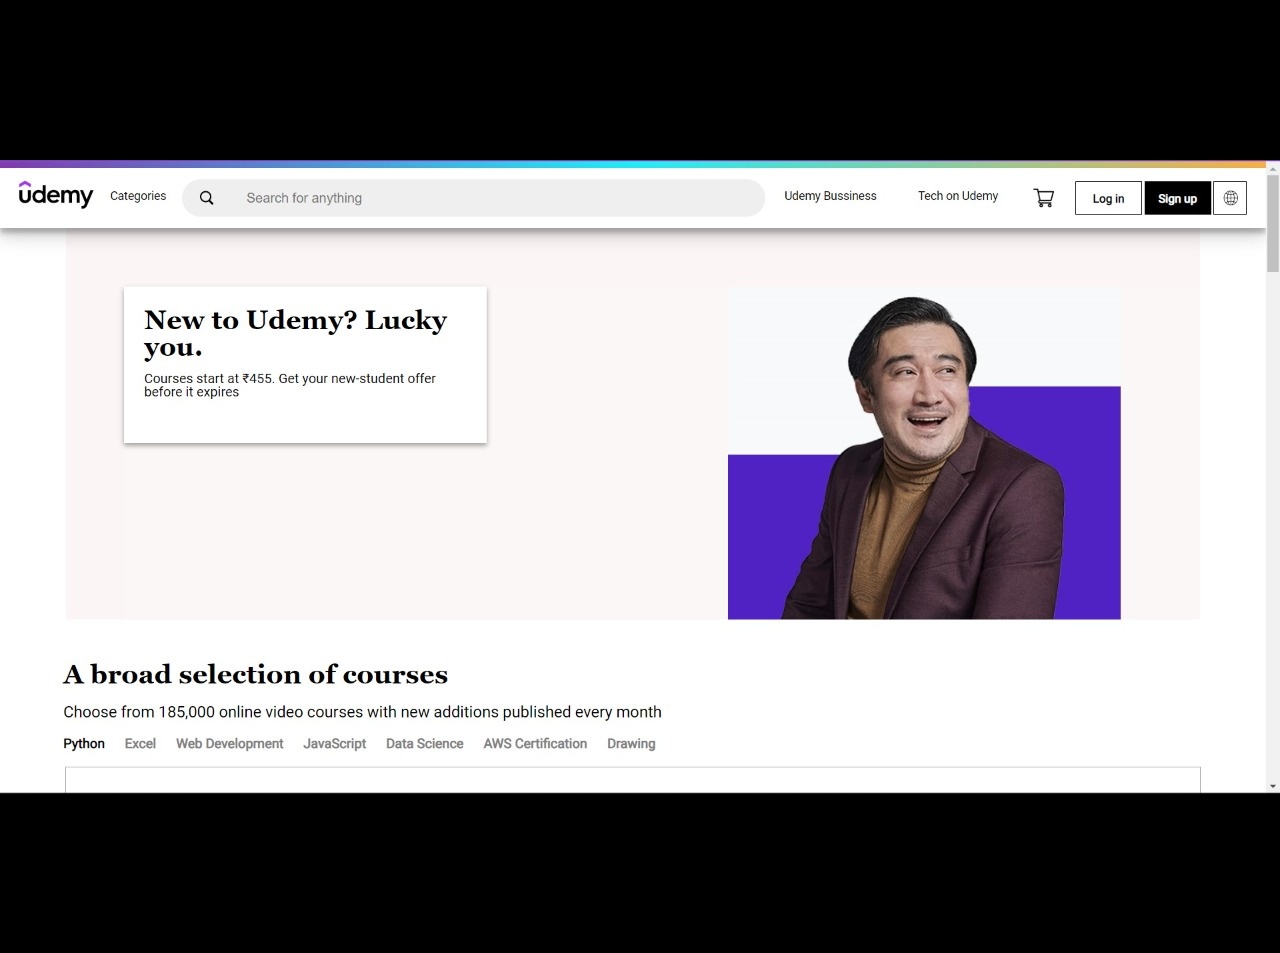 udemy Categories Search for anything Udemy Bussiness Tech on Udemy Log in Sign up
New to Udemy? Lucky
you.
Courses start at ₹455. Get your new-student offer
before it expires
A broad selection of courses
Choose from 185,000 online video courses with new additions published every month
Python Excel Web Development JavaScript Data Science AWS Certification Drawing